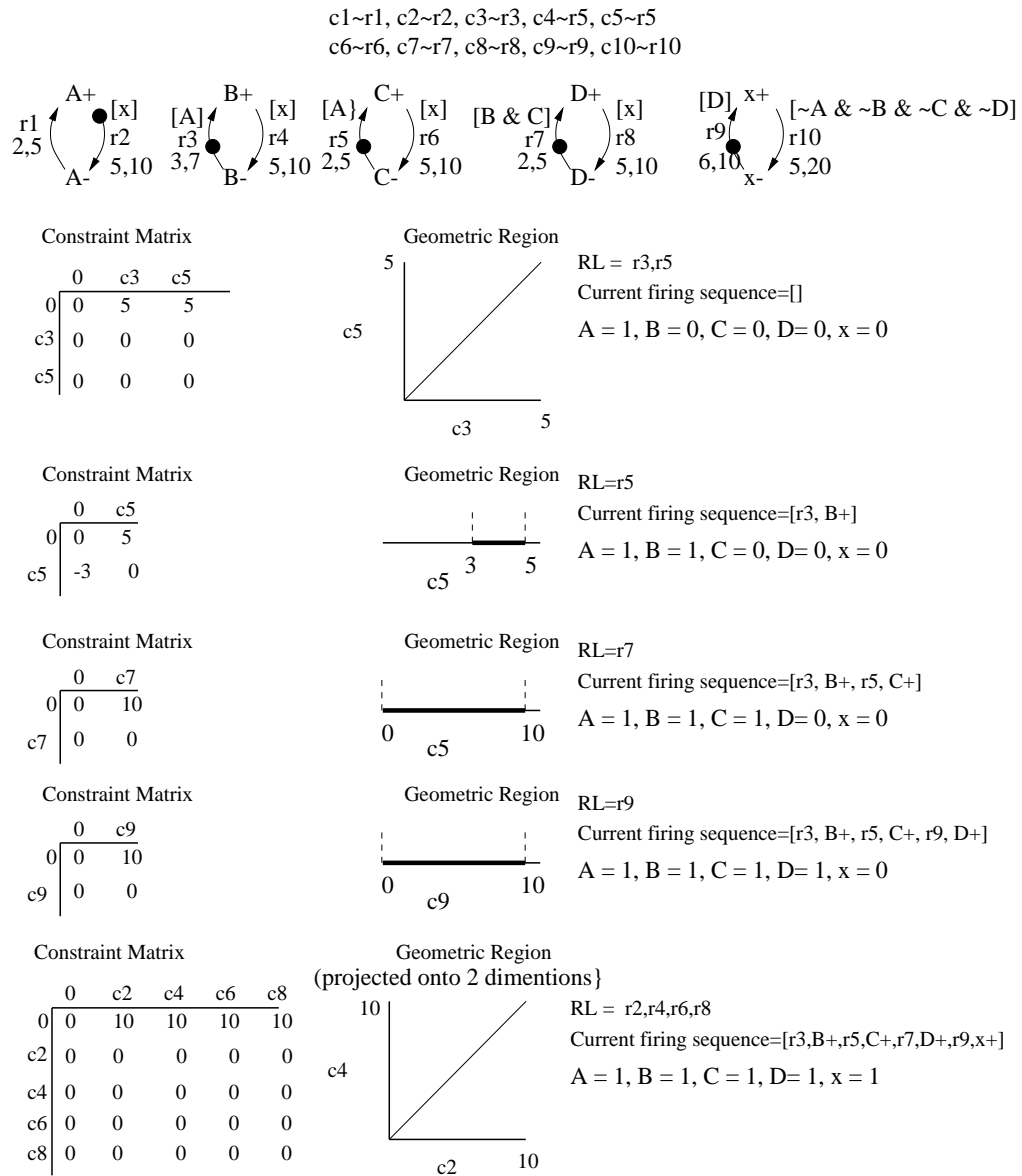 c1~r1, c2~r2, c3~r3, c4~r5, c5~r5
c6~r6, c7~r7, c8~r8, c9~r9, c10~r10
A+ [x] r1 r2 2,5 5,10 A-
[A] B+ [x] r3 r4 3,7 5,10 B-
[A} C+ [x] r5 r6 2,5 5,10 C-
[B & C] D+ [x] r7 r8 2,5 5,10 D-
[D] x+ [~A & ~B & ~C & ~D] r9 r10 6,10 5,20 x-
Constraint Matrix
0 c3 c5
0 0 5 5
c3 0 0 0
c5 0 0 0
Geometric Region
5
c5
c3 5
RL = r3,r5
Current firing sequence=[]
A = 1, B = 0, C = 0, D= 0, x = 0
Constraint Matrix
0 c5
0 0 5
c5 -3 0
Geometric Region
3 5
c5
RL=r5
Current firing sequence=[r3, B+]
A = 1, B = 1, C = 0, D= 0, x = 0
Constraint Matrix
0 c7
0 0 10
c7 0 0
Geometric Region
0 10
c5
RL=r7
Current firing sequence=[r3, B+, r5, C+]
A = 1, B = 1, C = 1, D= 0, x = 0
Constraint Matrix
0 c9
0 0 10
c9 0 0
Geometric Region
0 10
c9
RL=r9
Current firing sequence=[r3, B+, r5, C+, r9, D+]
A = 1, B = 1, C = 1, D= 1, x = 0
Constraint Matrix
0 c2 c4 c6 c8
0 0 10 10 10 10
c2 0 0 0 0 0
c4 0 0 0 0 0
c6 0 0 0 0 0
c8 0 0 0 0 0
Geometric Region
(projected onto 2 dimentions}
10
c4
c2 10
RL = r2,r4,r6,r8
Current firing sequence=[r3,B+,r5,C+,r7,D+,r9,x+]
A = 1, B = 1, C = 1, D= 1, x = 1